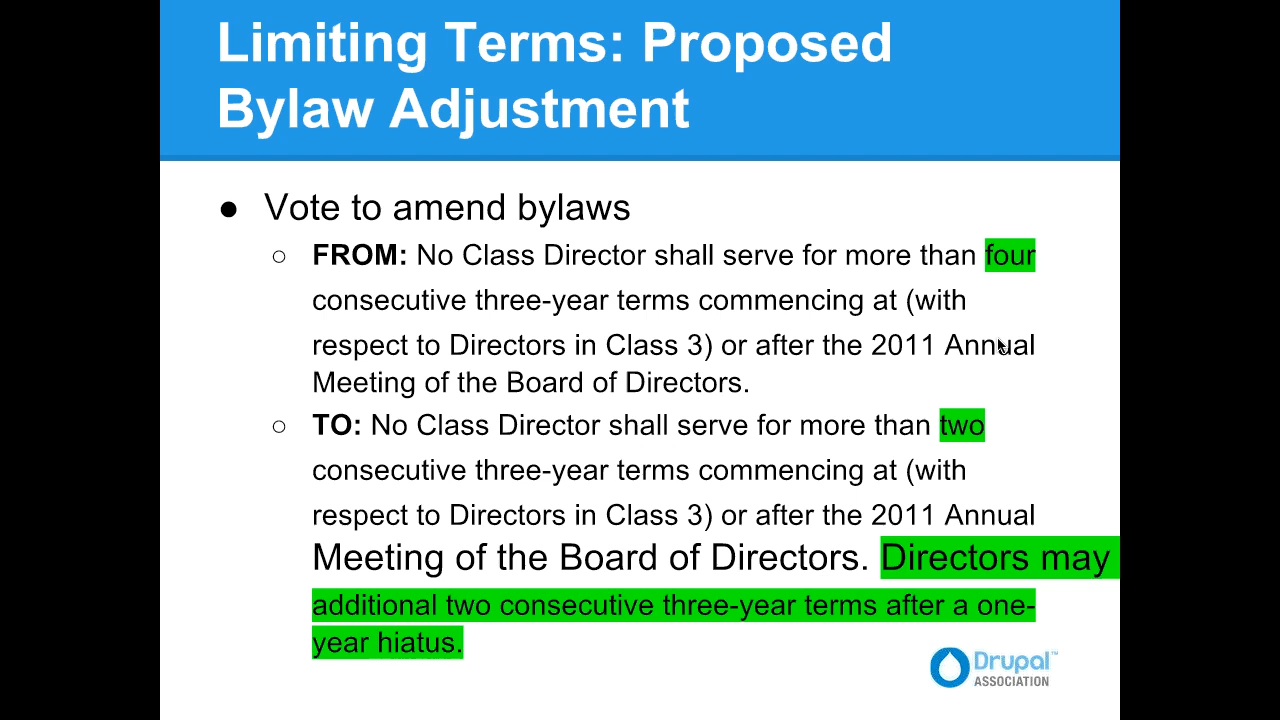 Limiting Terms: Proposed
Bylaw Adjustment
● Vote to amend bylaws
○ FROM: No Class Director shall serve for more than four
consecutive three-year terms commencing at (with
respect to Directors in Class 3) or after the 2011 Annual
Meeting of the Board of Directors.
○ TO: No Class Director shall serve for more than two
consecutive three-year terms commencing at (with
respect to Directors in Class 3) or after the 2011 Annual
Meeting of the Board of Directors. Directors may
additional two consecutive three-year terms after a one-
year hiatus.
Drupal™
ASSOCIATION